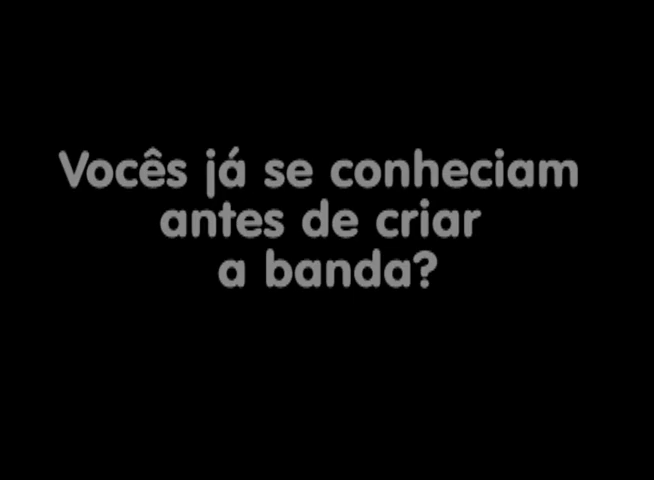 Vocês já se conheciam
antes de criar
a banda?